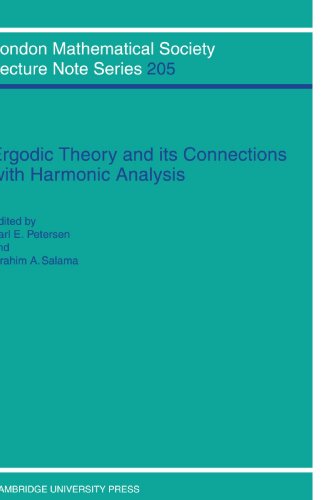 ondon Mathematical Society
ecture Note Series 205
Ergodic Theory and its Connections
with Harmonic Analysis
dited by
arl E. Petersen
nd
rahim A. Salama
CAMBRIDGE UNIVERSITY PRESS